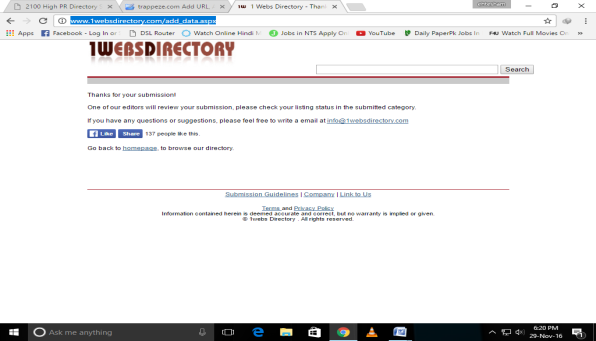 2100 High PR Directory
trappeze.com Add URL
1W 1 Webs Directory - Than
www.1websdirectory.com/add_data.aspx
Apps
Facebook - Log In or
DSL Router
Watch Online Hindi M
Jobs in NTS Apply On
YouTube
Daily PaperPk Jobs In
Watch Full Movies On
1WEBSDIRECTORY
Search
Thanks for your submission!
One of our editors will review your submission, please check your listing status in the submitted category.
If you have any questions or suggestions, please feel free to write a email at info@1websdirectory.com
Like Share 137 people like this.
Go back to homepage, to browse our directory.
Submission Guidelines | Company | Link to Us
Terms and Privacy Policy
Information contained herein is deemed accurate and correct, but no warranty is implied or given.
© 1webs Directory . All rights reserved.
Ask me anything
6:20 PM
29-Nov-16